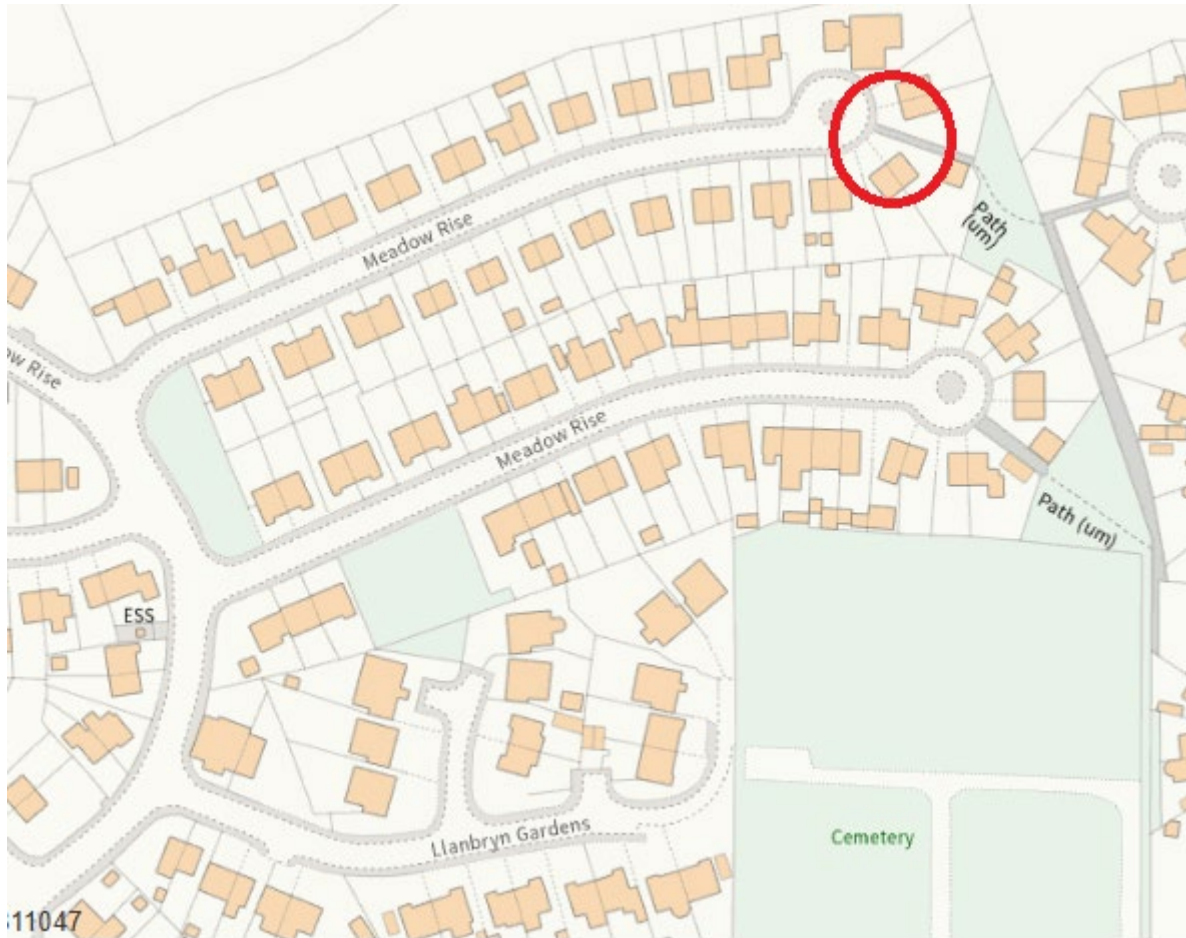 Meadow Rise
Path
(um)
ow Rise
Meadow Rise
Path (um)
ESS
Llanbryn Gardens
Cemetery
11047